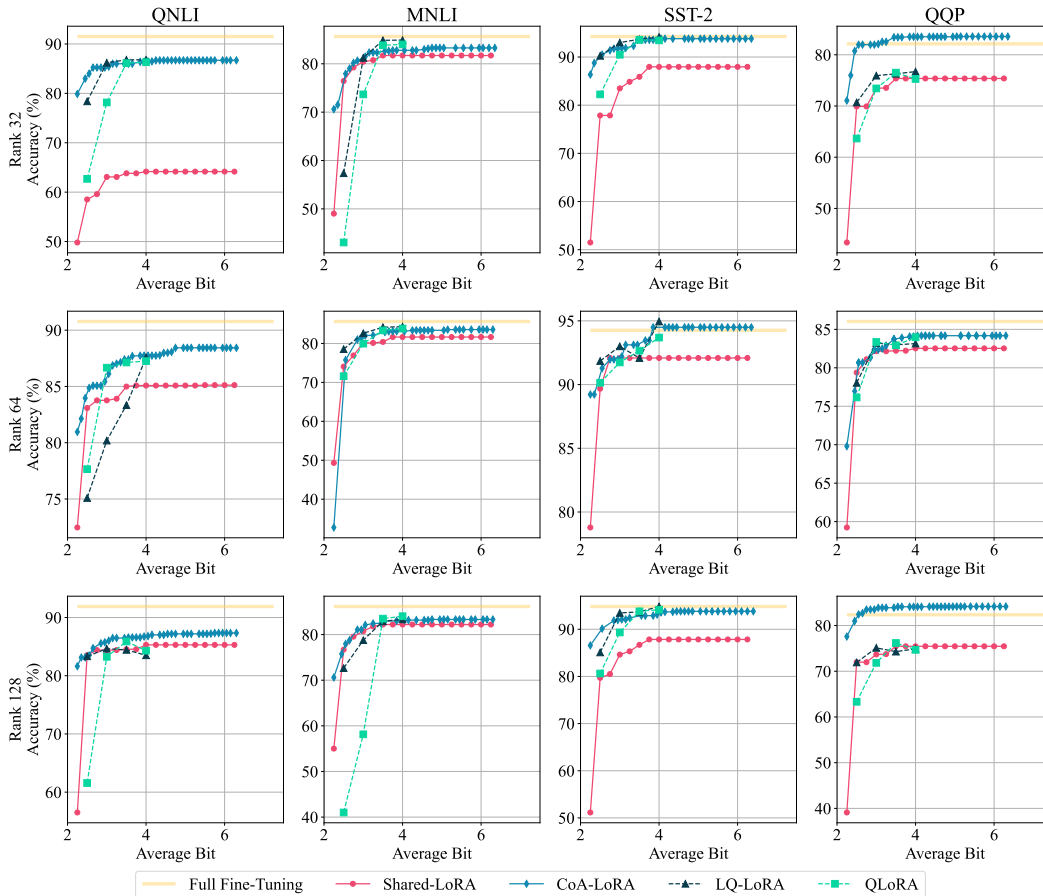 QNLI MNLI SST-2 QQP
Rank 32
Accuracy (%)
90
80
70
60
50
2 4 6
Average Bit
80
70
60
50
2 4 6
Average Bit
90
80
70
60
50
2 4 6
Average Bit
80
70
60
50
2 4 6
Average Bit
Rank 64
Accuracy (%)
90
85
80
75
2 4 6
Average Bit
80
70
60
50
40
2 4 6
Average Bit
95
90
85
80
2 4 6
Average Bit
85
80
75
70
65
60
2 4 6
Average Bit
Rank 128
Accuracy (%)
90
80
70
60
2 4 6
Average Bit
80
70
60
50
40
2 4 6
Average Bit
90
80
70
60
50
2 4 6
Average Bit
80
70
60
50
40
2 4 6
Average Bit
Full Fine-Tuning Shared-LoRA CoA-LoRA LQ-LoRA QLoRA